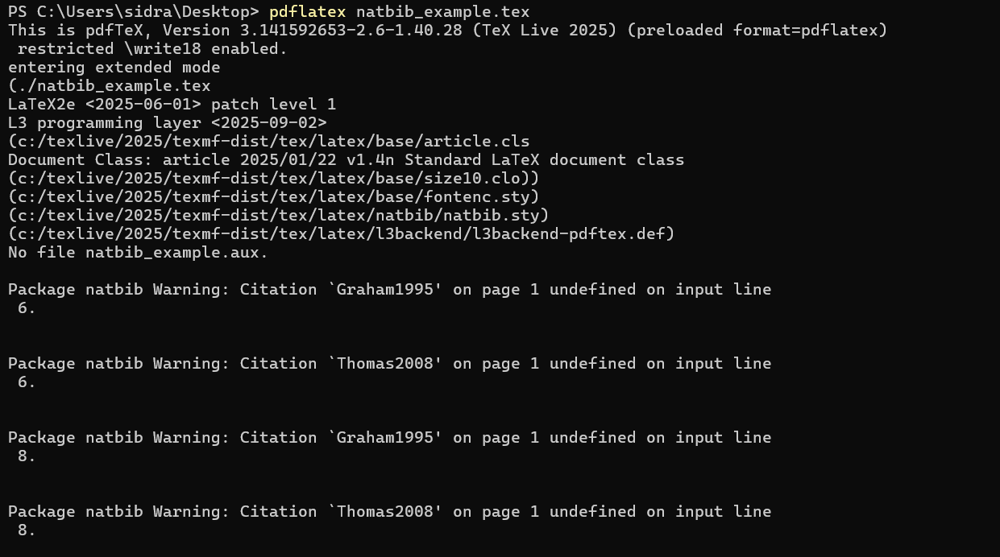 PS C:\Users\sidra\Desktop> pdflatex natbib_example.tex
This is pdfTeX, Version 3.141592653-2.6-1.40.28 (TeX Live 2025) (preloaded format=pdflatex)
 restricted \write18 enabled.
entering extended mode
(./natbib_example.tex
LaTeX2e <2025-06-01> patch level 1
L3 programming layer <2025-09-02>
(c:/texlive/2025/texmf-dist/tex/latex/base/article.cls
Document Class: article 2025/01/22 v1.4n Standard LaTeX document class
(c:/texlive/2025/texmf-dist/tex/latex/base/size10.clo))
(c:/texlive/2025/texmf-dist/tex/latex/base/fontenc.sty)
(c:/texlive/2025/texmf-dist/tex/latex/natbib/natbib.sty)
(c:/texlive/2025/texmf-dist/tex/latex/l3backend/l3backend-pdftex.def)
No file natbib_example.aux.

Package natbib Warning: Citation `Graham1995' on page 1 undefined on input line
 6.

Package natbib Warning: Citation `Thomas2008' on page 1 undefined on input line
 6.

Package natbib Warning: Citation `Graham1995' on page 1 undefined on input line
 8.

Package natbib Warning: Citation `Thomas2008' on page 1 undefined on input line
 8.